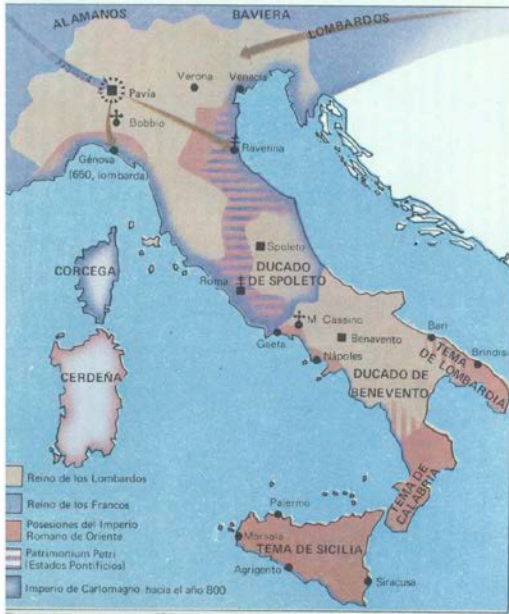 ALAMANOS
BAVIERA
LOMBARDOS
Verona
Venecia
Pavía
Bobbio
Ravenna
Génova
(650, lombarda)
Spoleto
CORCEGA
DUCADO
DE SPOLETO
Roma
M. Cassino
Gaeta
Benavento
Bari
Brindisi
TEMA
DE
LOMBARDIA
Nápoles
CERDEÑA
DUCADO DE
BENEVENTO
Reino de los Lombardos
Reino de los Francos
Posesiones del Imperio
Romano de Oriente
Patrimonium Petri
(Estados Pontificios)
Imperio de Carlomagno hacia el año 800
TEMA DE
CALABRIA
Palermo
Marsala
TEMA DE SICILIA
Agrigento
Siracusa